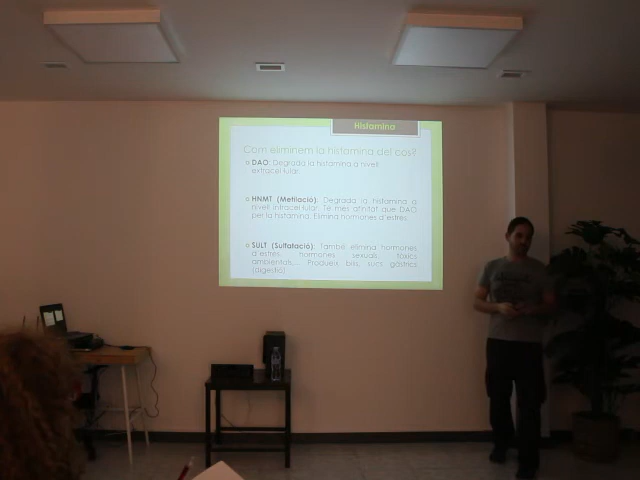 Histamina
Com eliminem la histamina del cos?
DAO: Degrada la histamina a nivell
extracel·lular.
HNMT (Metilació): Degrada la histamina a
nivell intracel·lular. Té més afinitat que DAO
per la histamina. Elimina hormones d'estrès.
SULT (Sulfatació): També elimina hormones
d'estrès, hormones sexuals, tòxics
ambientals... Produeix bilis, sucs gàstrics
(digestió)